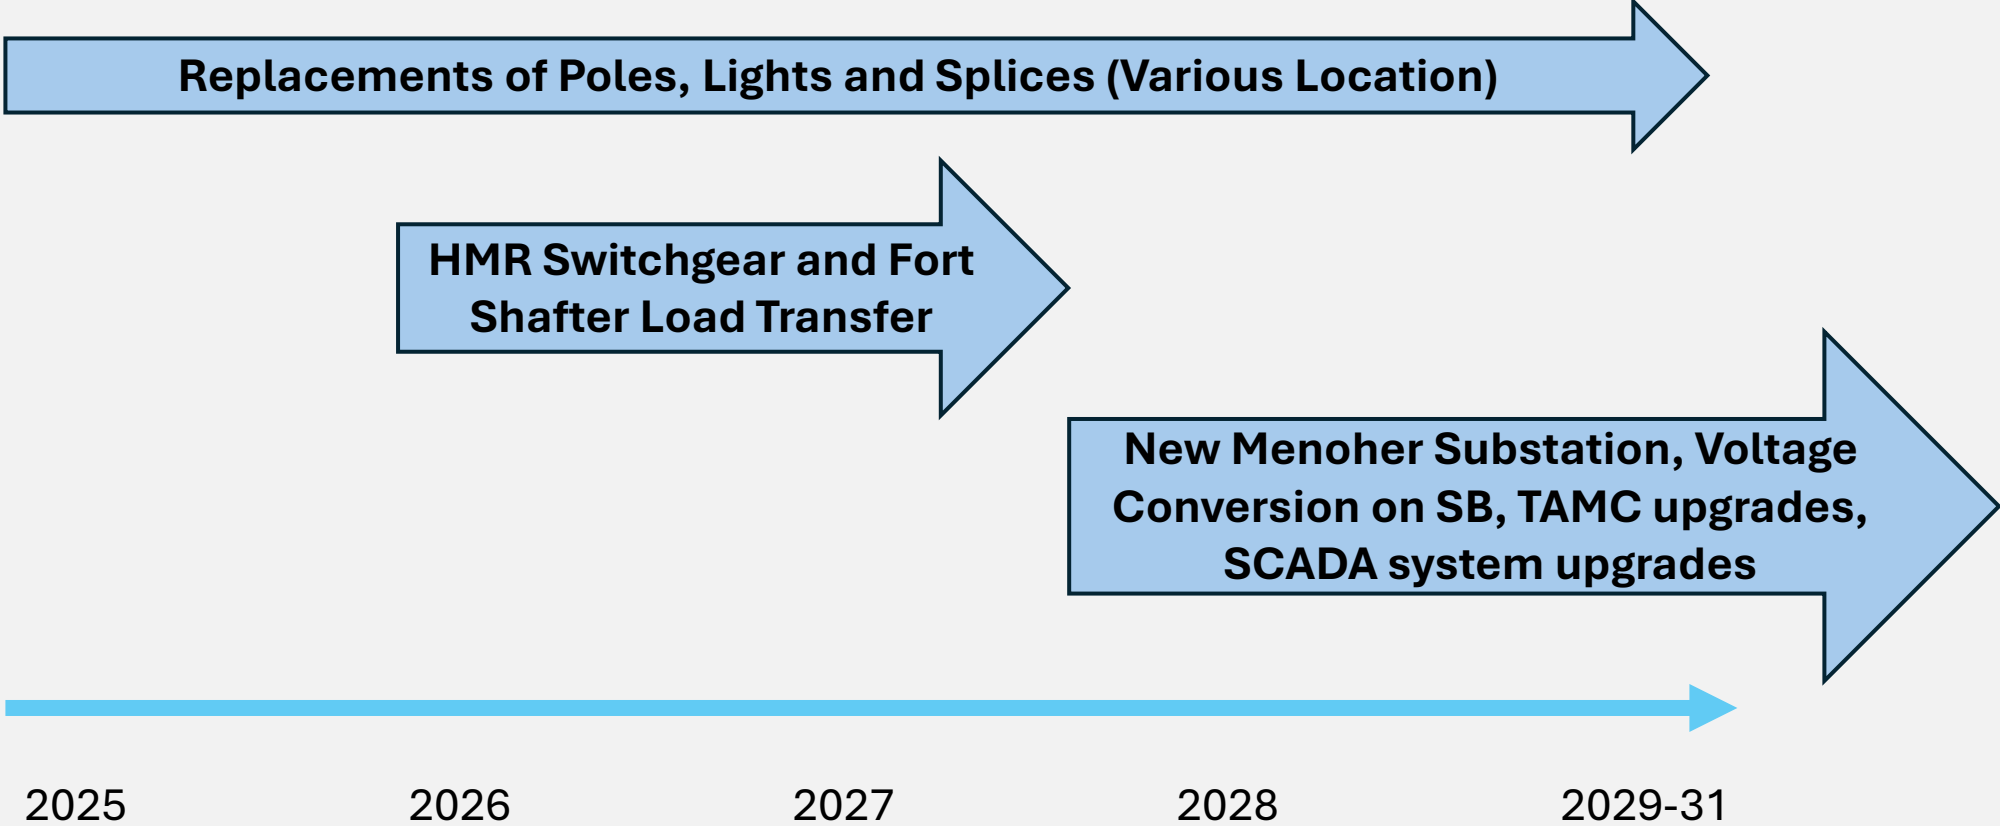 Replacements of Poles, Lights and Splices (Various Location)
HMR Switchgear and Fort
Shafter Load Transfer
New Menoher Substation, Voltage
Conversion on SB, TAMC upgrades,
SCADA system upgrades
2025 2026 2027 2028 2029-31